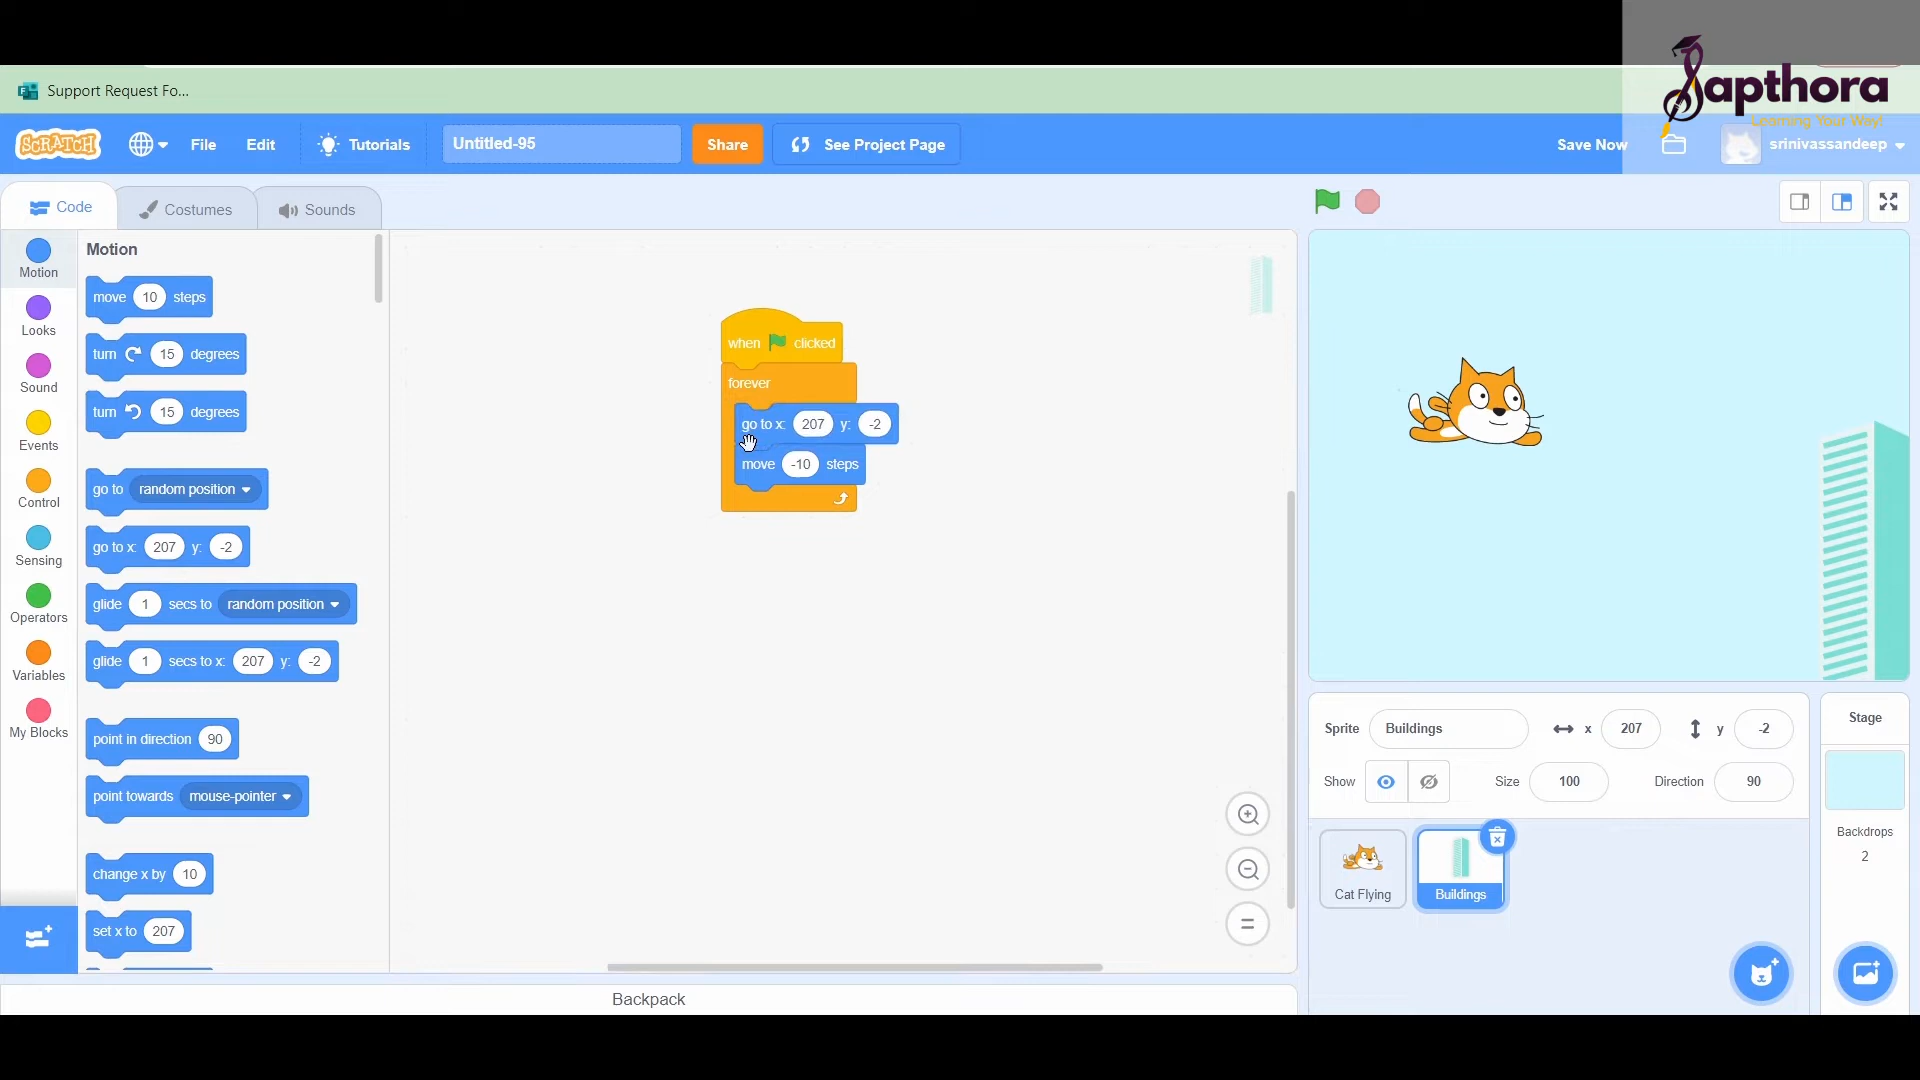 Sapthora
Learning Your Way!
Support Request Fo...
SCRATCH
File
Edit
Tutorials
Untitled-95
Share
See Project Page
Save Now
srinivassandeep
Code
Costumes
Sounds
Motion
Looks
Sound
Events
Control
Sensing
Operators
Variables
My Blocks
Motion
move 10 steps
turn 15 degrees
turn 15 degrees
go to random position
go to x: 207 y: -2
glide 1 secs to random position
glide 1 secs to x: 207 y: -2
point in direction 90
point towards mouse-pointer
change x by 10
set x to 207
when clicked
forever
go to x: 207 y: -2
move -10 steps
Backpack
Sprite Buildings x 207 y -2
Show Size 100 Direction 90
Cat Flying
Buildings
Stage
Backdrops
2